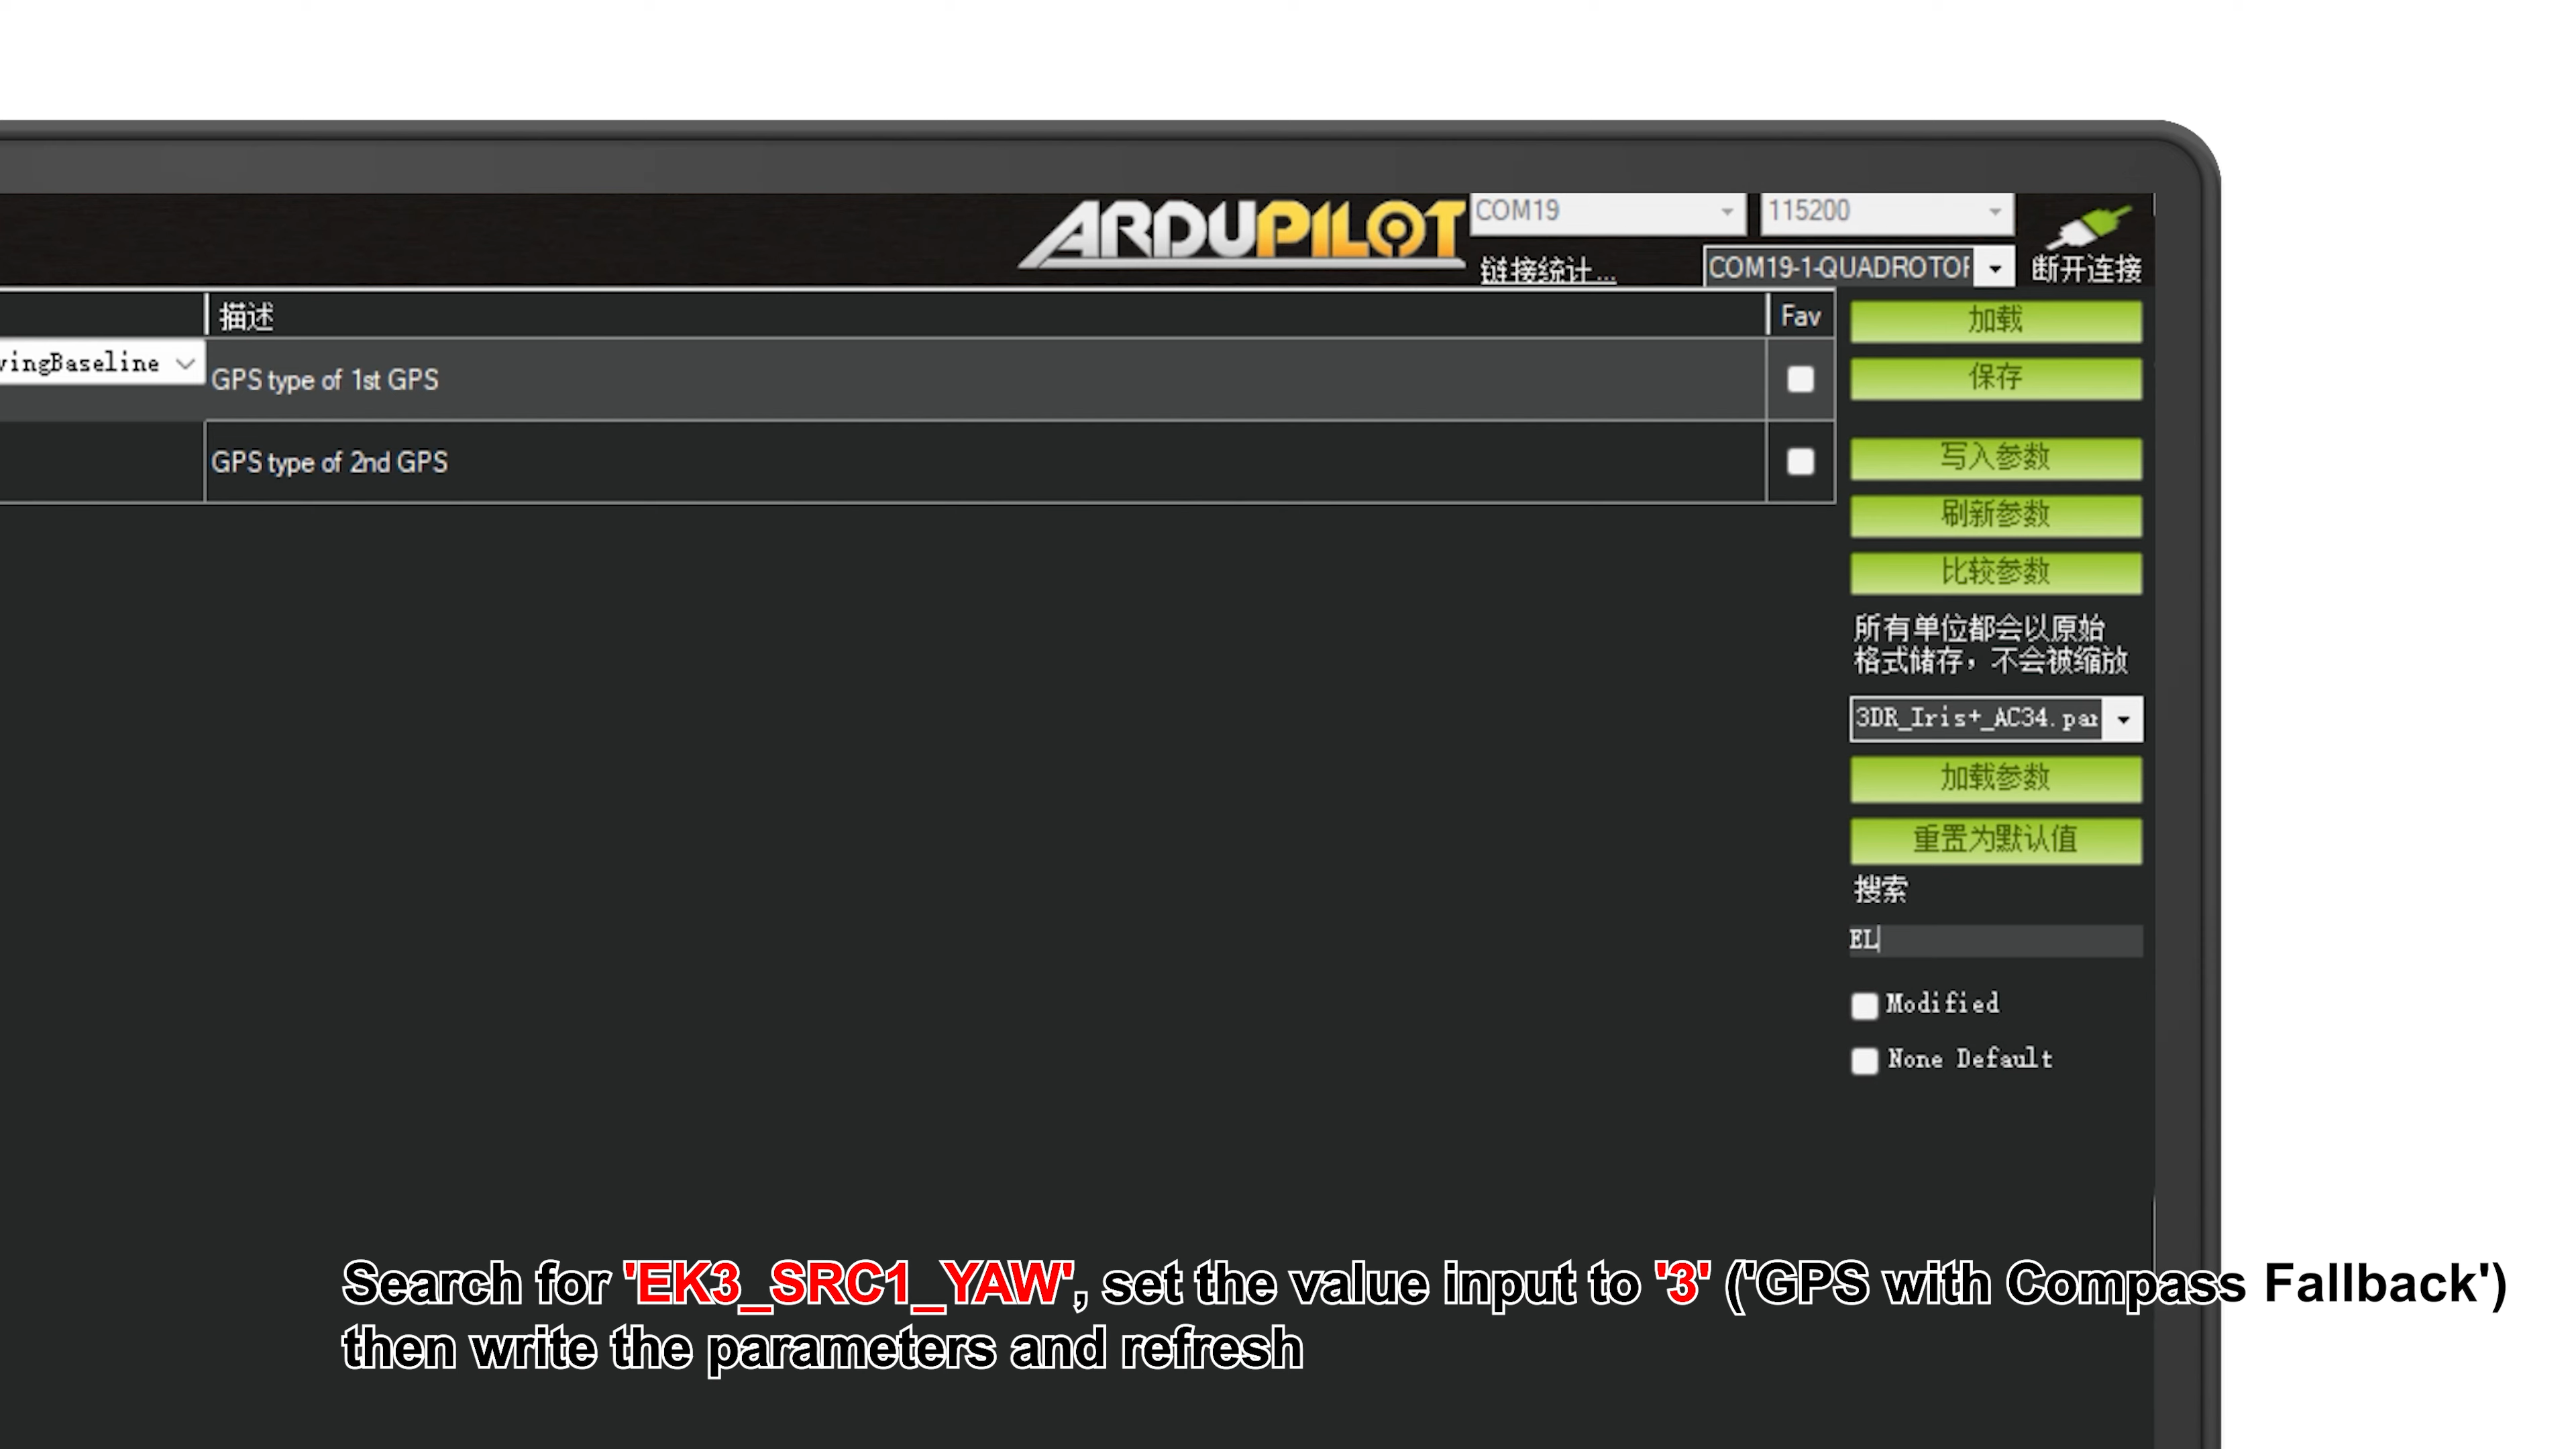 ARDUPILOT
COM19
115200
链接统计...
COM19-1-QUADROTOR
断开连接
描述
Fav
加载
vingBaseline
GPS type of 1st GPS
保存
GPS type of 2nd GPS
写入参数
刷新参数
比较参数
所有单位都会以原始
格式储存，不会被缩放
3DR_Iris+_AC34.par
加载参数
重置为默认值
搜索
EL
Modified
None Default
Search for 'EK3_SRC1_YAW', set the value input to '3' ('GPS with Compass Fallback')
then write the parameters and refresh